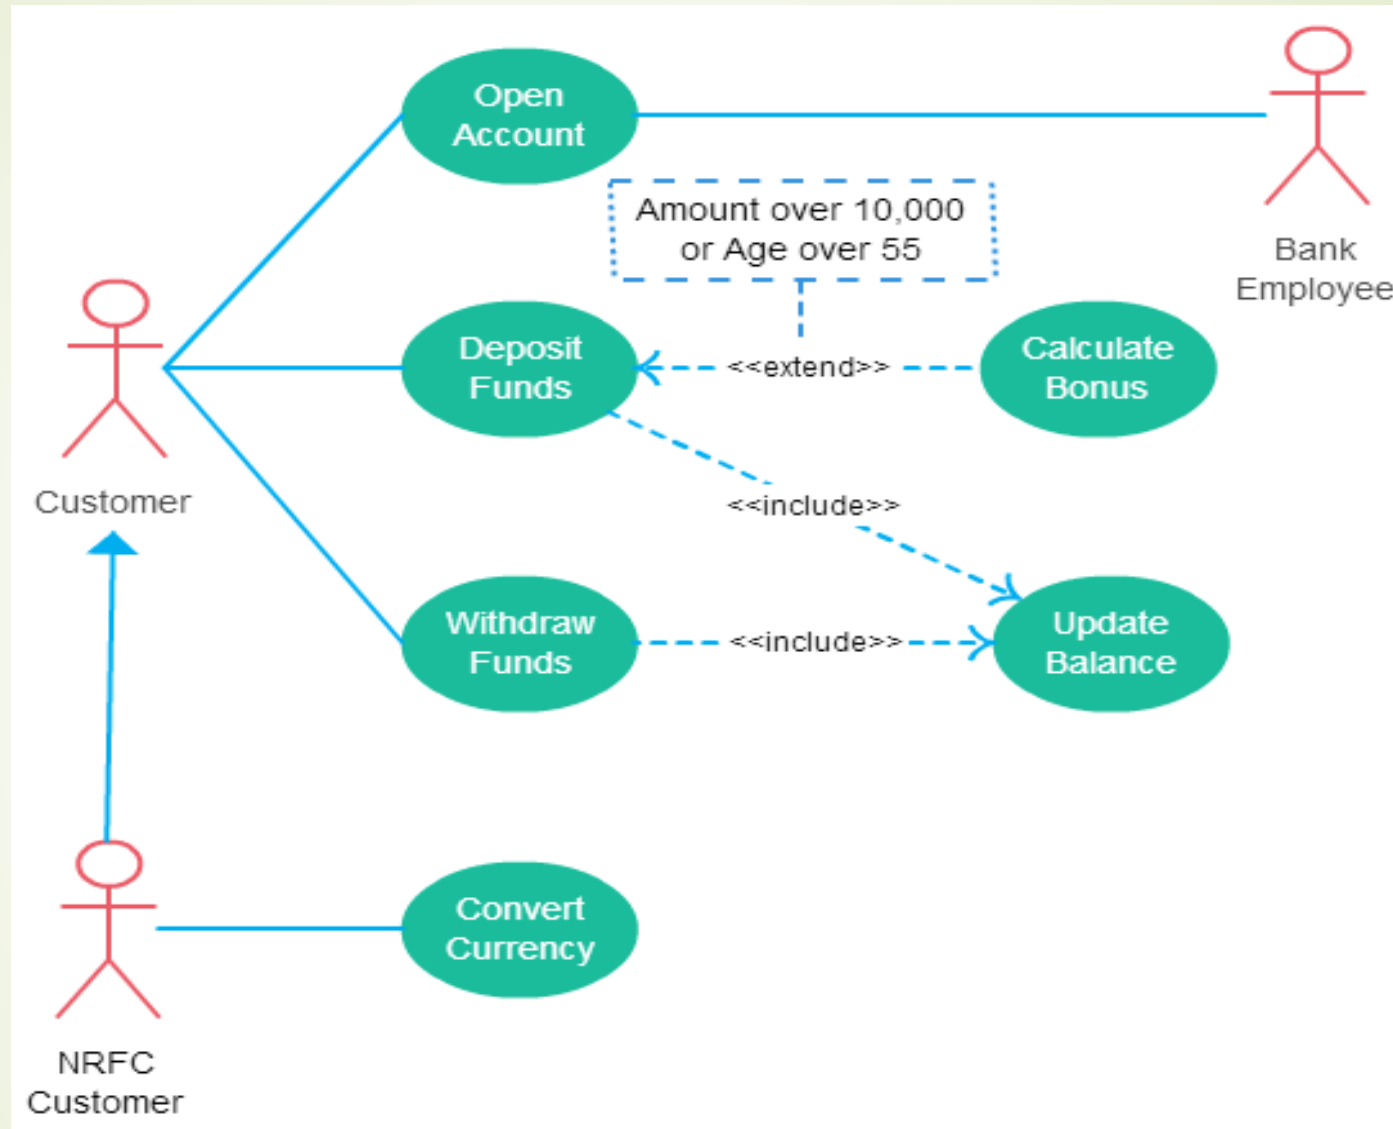 Open
Account
Amount over 10,000
or Age over 55
Bank
Employee
Deposit
Funds
<<extend>>
Calculate
Bonus
Customer
<<include>>
Withdraw
Funds
<<include>>
Update
Balance
Convert
Currency
NRFC
Customer